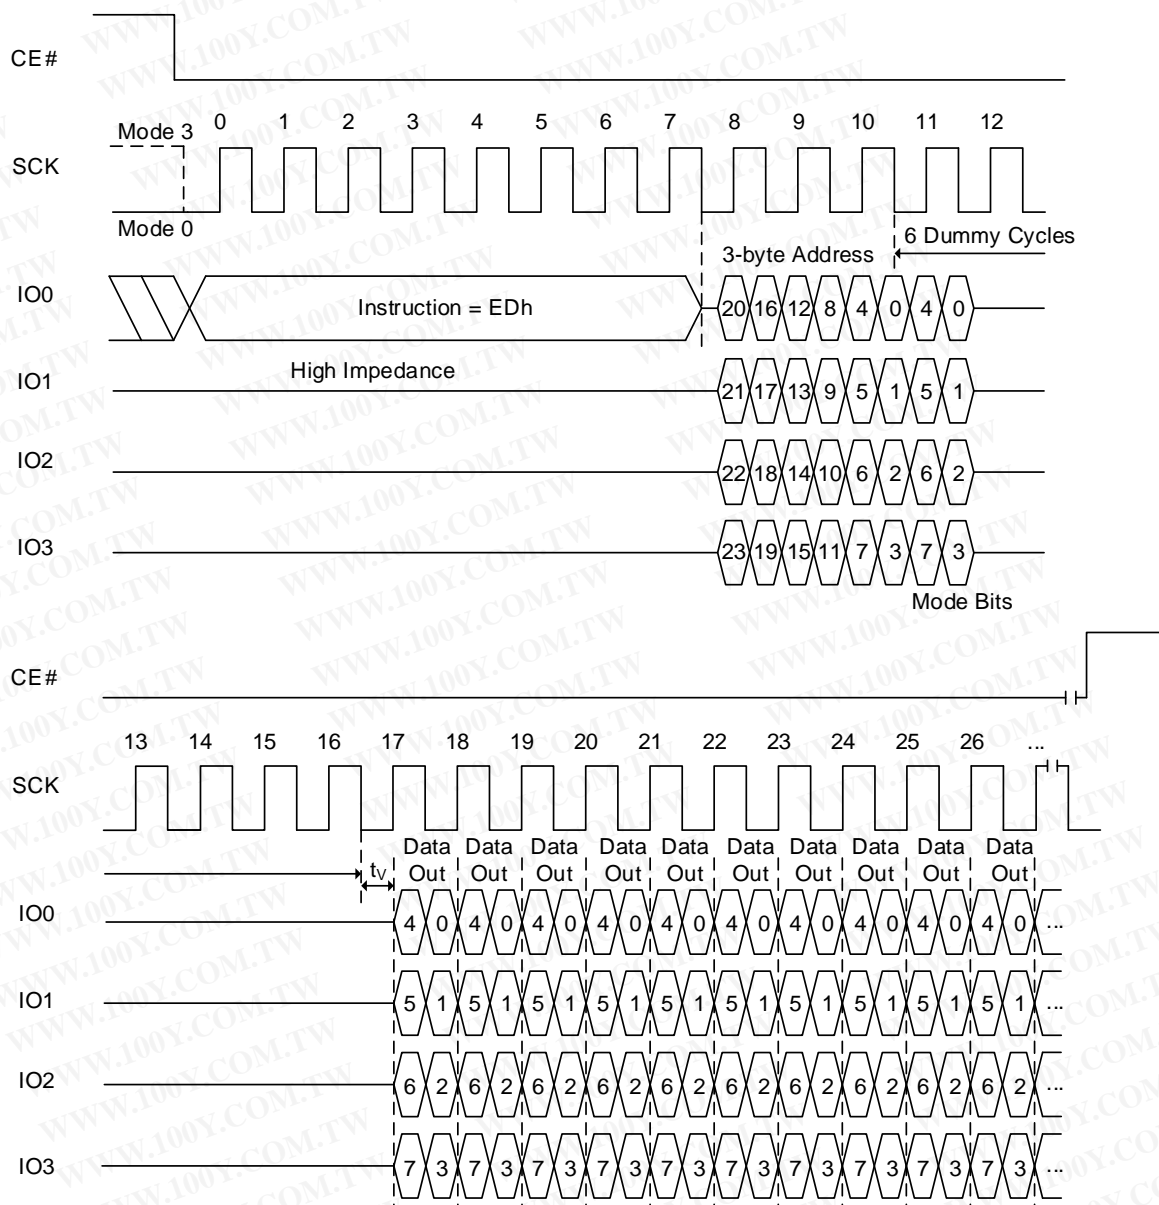 CE#
Mode 3 0 1 2 3 4 5 6 7 8 9 10 11 12
SCK
Mode 0
6 Dummy Cycles
3-byte Address
IO0 Instruction = EDh 20 16 12 8 4 0 4 0
High Impedance
IO1 21 17 13 9 5 1 5 1
IO2 22 18 14 10 6 2 6 2
IO3 23 19 15 11 7 3 7 3
Mode Bits
CE#
13 14 15 16 17 18 19 20 21 22 23 24 25 26 ...
SCK
Data Data Data Data Data Data Data Data Data Data
tV Out Out Out Out Out Out Out Out Out Out
IO0 4 0 4 0 4 0 4 0 4 0 4 0 4 0 4 0 4 0 4 0 ...
IO1 5 1 5 1 5 1 5 1 5 1 5 1 5 1 5 1 5 1 5 1 ...
IO2 6 2 6 2 6 2 6 2 6 2 6 2 6 2 6 2 6 2 6 2 ...
IO3 7 3 7 3 7 3 7 3 7 3 7 3 7 3 7 3 7 3 7 3 ...
WWW.100Y.COM.TW